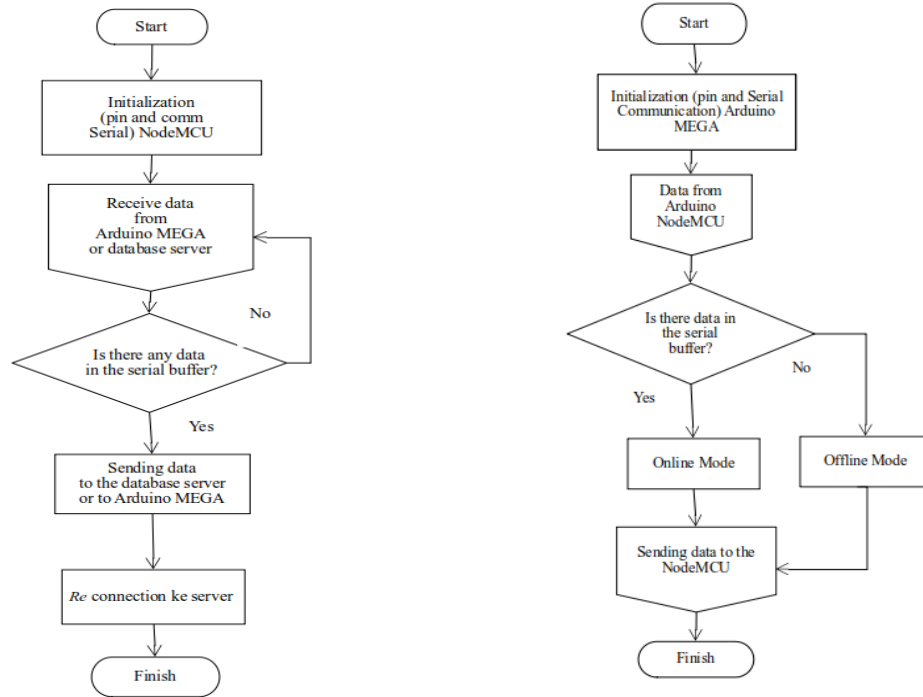 Start
Initialization
(pin and comm
Serial) NodeMCU
Receive data
from
Arduino MEGA
or database server
No
Is there any data
in the serial buffer?
Yes
Sending data
to the database server
or to Arduino MEGA
Re connection ke server
Finish
Start
Initialization (pin and Serial
Communication) Arduino
MEGA
Data from
Arduino
NodeMCU
Is there data in
the serial
buffer?
No
Yes
Online Mode
Offline Mode
Sending data to the
NodeMCU
Finish